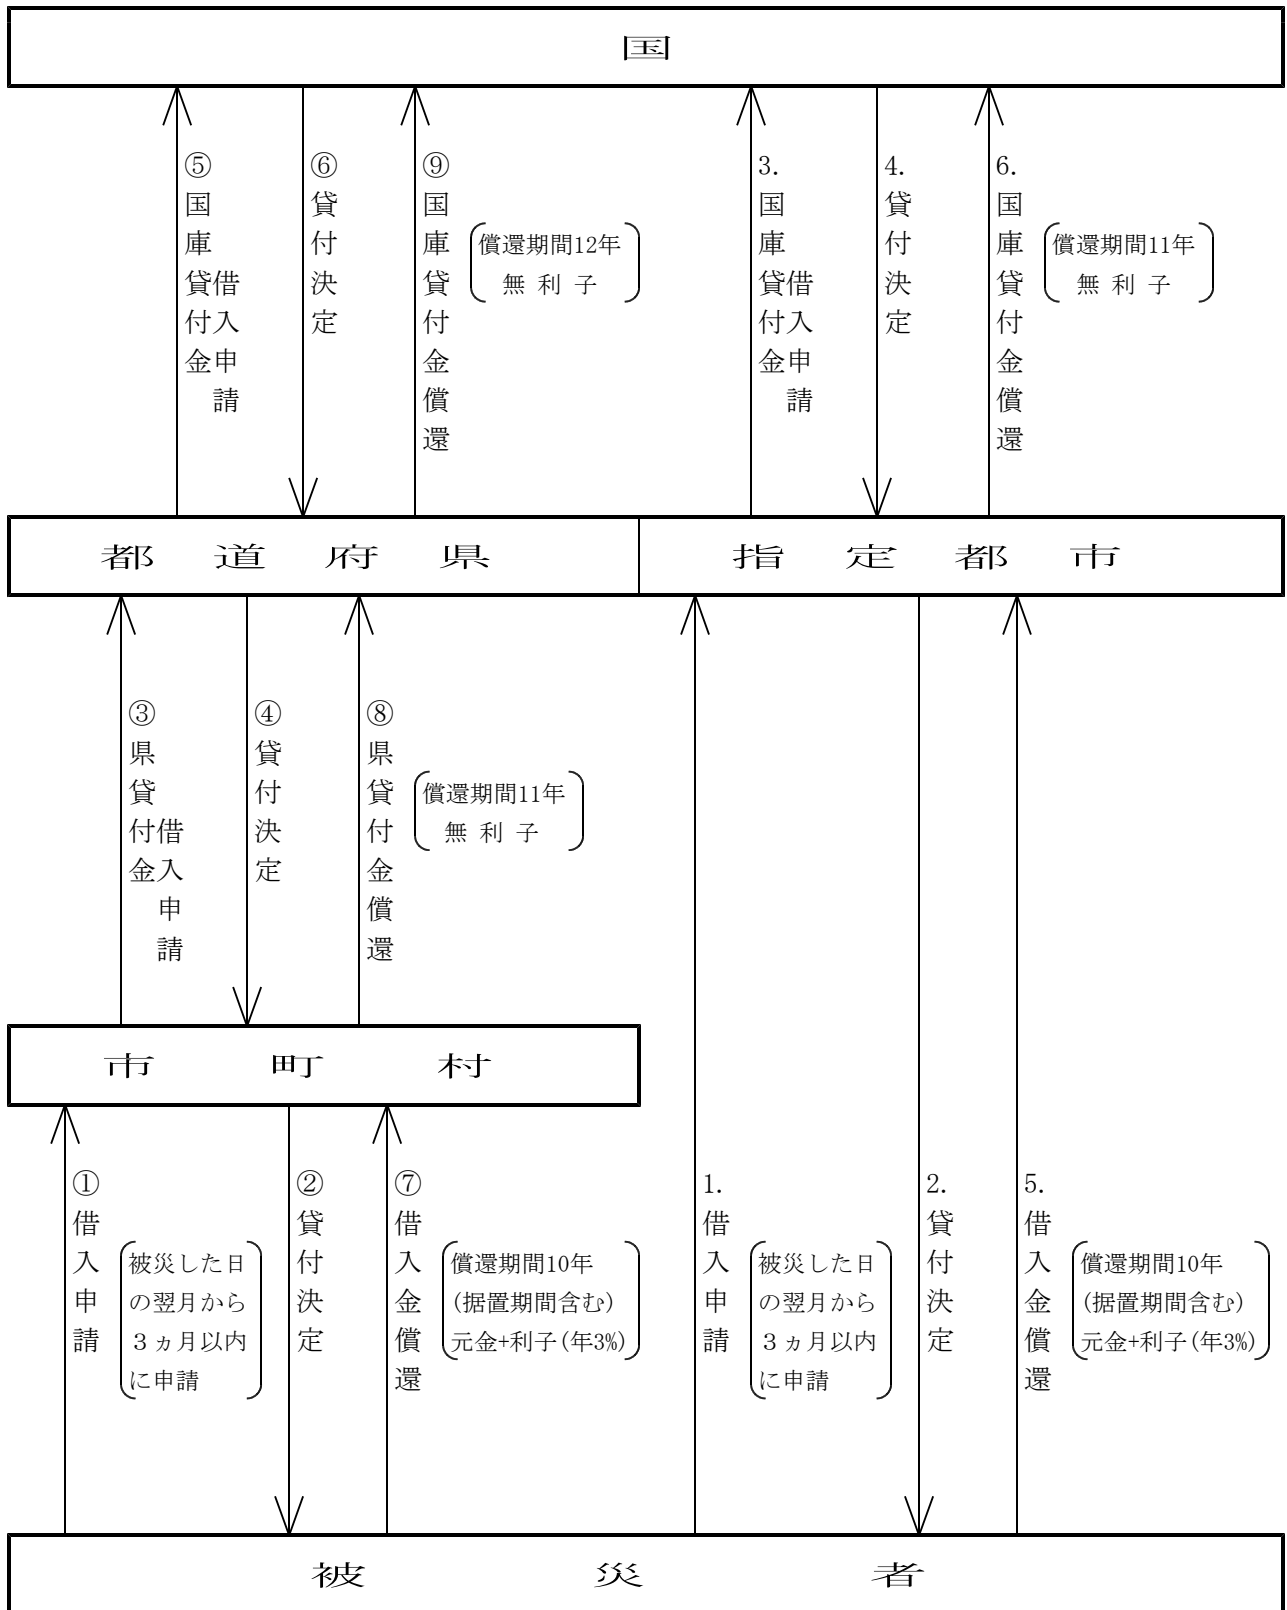 国
⑤国庫貸付金
借入申請
⑥貸付決定
⑨国庫貸付金償還
償還期間12年
無利子
3.国庫貸付金
借入申請
4.貸付決定
6.国庫貸付金償還
償還期間11年
無利子
都道府県
指定都市
③県貸付金
借入申請
④貸付決定
⑧県貸付金償還
償還期間11年
無利子
市町村
①借入申請
被災した日
の翌月から
３ヵ月以内
に申請
②貸付決定
⑦借入金償還
償還期間10年
(据置期間含む)
元金+利子(年3%)
1.借入申請
被災した日
の翌月から
３ヵ月以内
に申請
2.貸付決定
5.借入金償還
償還期間10年
(据置期間含む)
元金+利子(年3%)
被災者